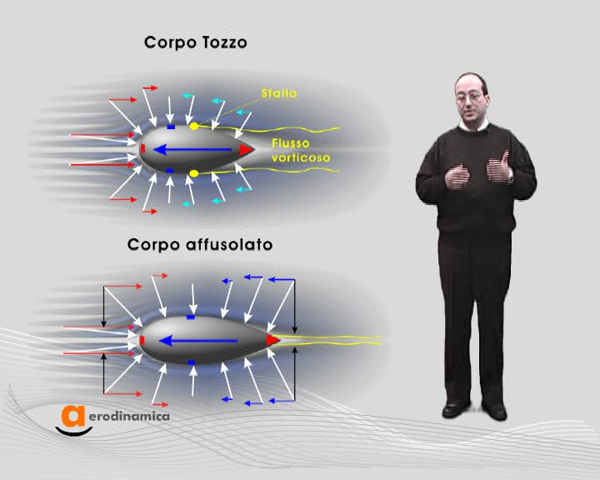 Corpo Tozzo
Stallo
Flusso
vorticoso
Corpo affusolato
aerodinamica